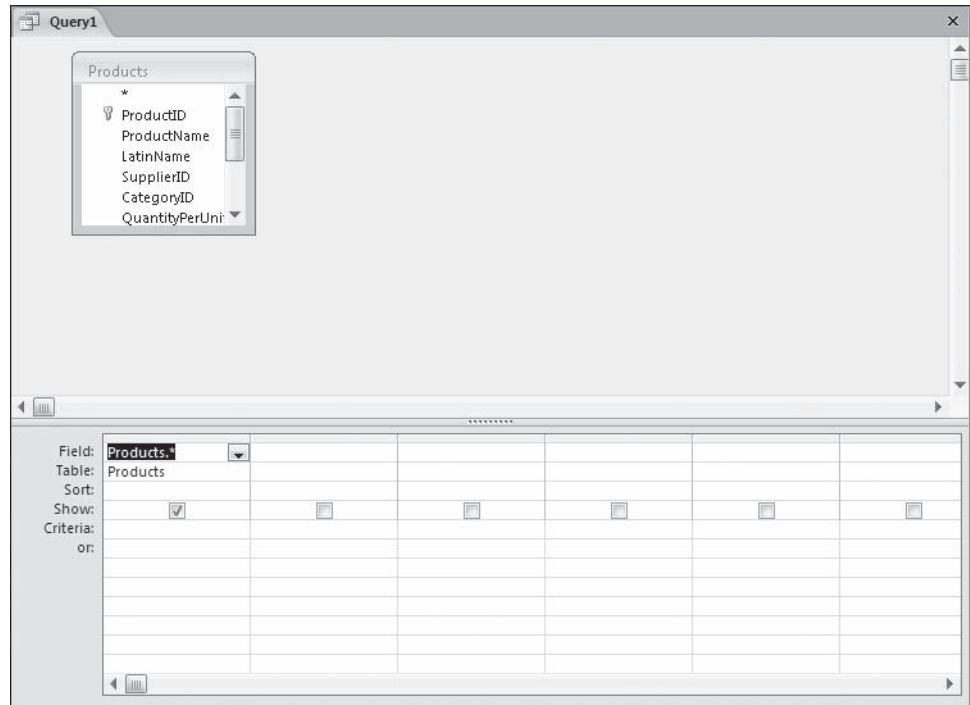 Query1
Products
*
ProductID
ProductName
LatinName
SupplierID
CategoryID
QuantityPerUni
Field: Products.*
Table: Products
Sort:
Show:
Criteria:
or: